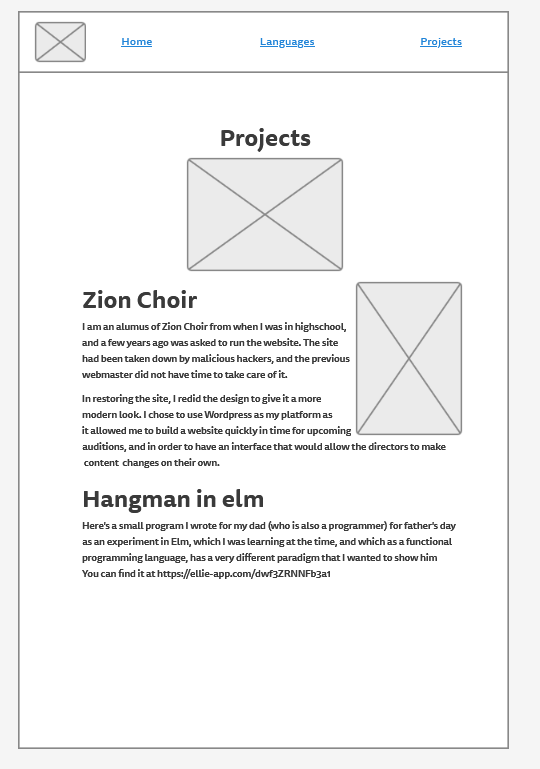 Home Languages Projects
Projects
Zion Choir
I am an alumus of Zion Choir from when I was in highschool,
and a few years ago was asked to run the website. The site
had been taken down by malicious hackers, and the previous
webmaster did not have time to take care of it.
In restoring the site, I redid the design to give it a more
modern look. I chose to use Wordpress as my platform as
it allowed me to build a website quickly in time for upcoming
auditions, and in order to have an interface that would allow the directors to make
content changes on their own.
Hangman in elm
Here's a small program I wrote for my dad (who is also a programmer) for father's day
as an experiment in Elm, which I was learning at the time, and which as a functional
programming language, has a very different paradigm that I wanted to show him
You can find it at https://ellie-app.com/dwf3ZRNNFb3a1